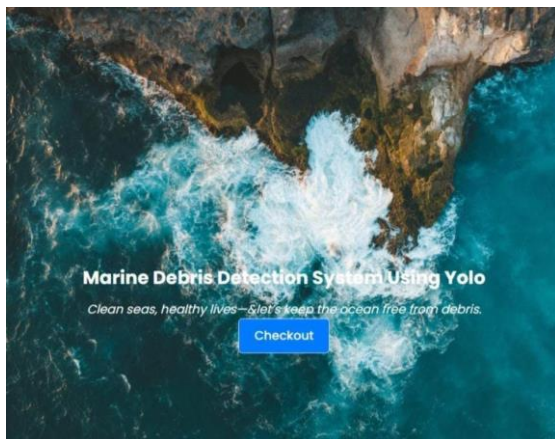 Marine Debris Detection System Using Yolo
Clean seas, healthy lives—&let's keep the ocean free from debris.
Checkout